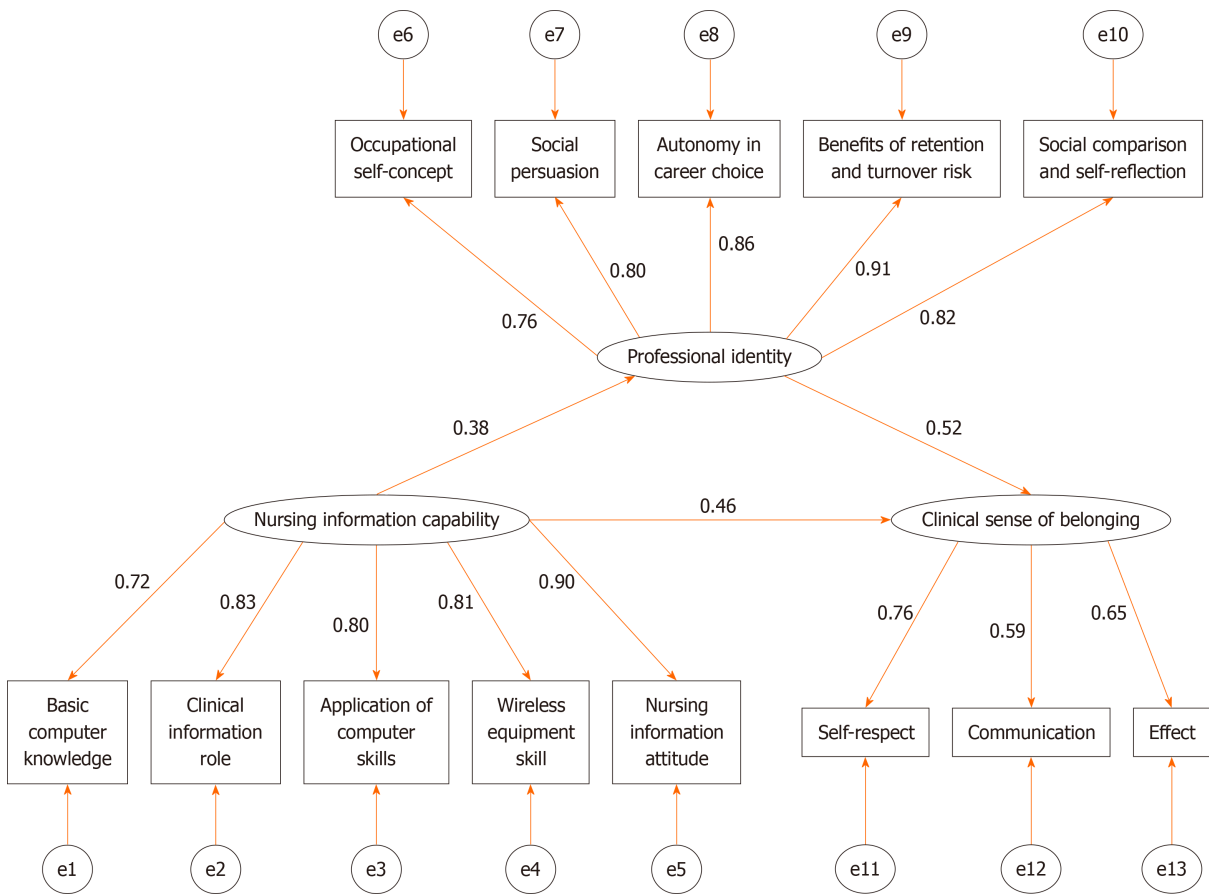 e6
e7
e8
e9
e10
Occupational
self-concept
Social
persuasion
Autonomy in
career choice
Benefits of retention
and turnover risk
Social comparison
and self-reflection
0.76
0.80
0.86
0.91
0.82
Professional identity
0.38
0.52
Nursing information capability
0.46
Clinical sense of belonging
0.72
0.83
0.80
0.81
0.90
0.76
0.59
0.65
Basic
computer
knowledge
Clinical
information
role
Application of
computer
skills
Wireless
equipment
skill
Nursing
information
attitude
Self-respect
Communication
Effect
e1
e2
e3
e4
e5
e11
e12
e13